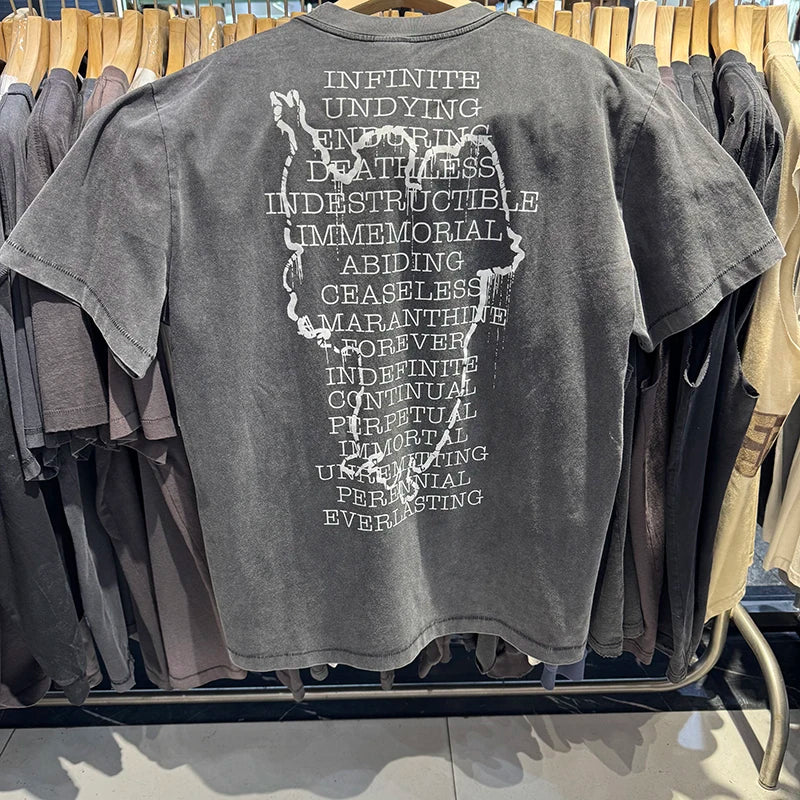 INFINITE
UNDYING
ENDURING
DEATHLESS
INDESTRUCTIBLE
IMMEMORIAL
ABIDING
CEASELESS
AMARANTHINE
FOREVER
INDEFINITE
CONTINUAL
PERPETUAL
IMMORTAL
UNREMITTING
PERENNIAL
EVERLASTING